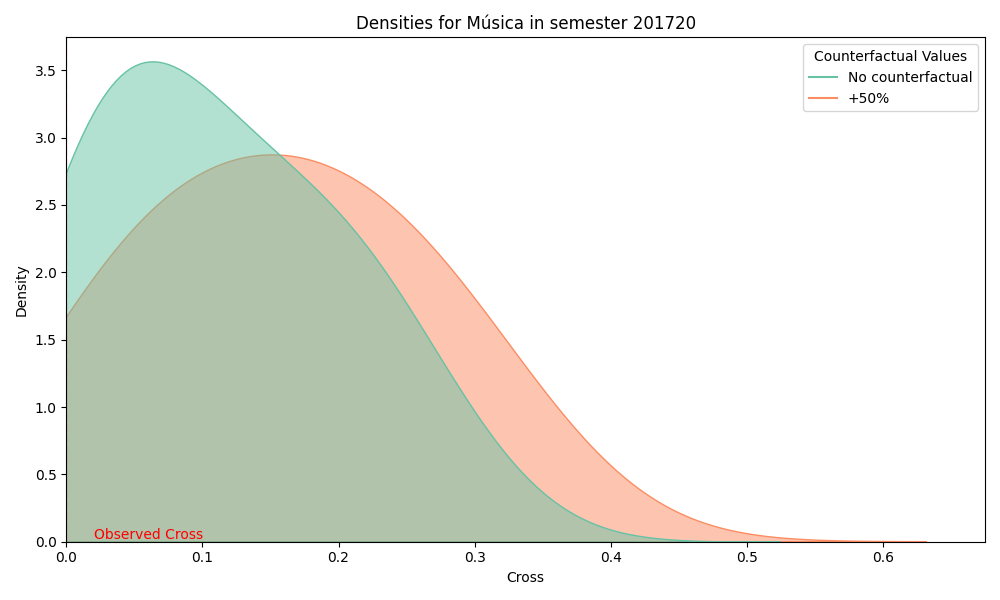 Densities for Música in semester 201720
Counterfactual Values
No counterfactual
+50%
3.5
3.0
2.5
2.0
1.5
1.0
0.5
0.0
Density
Observed Cross
0.0 0.1 0.2 0.3 0.4 0.5 0.6
Cross